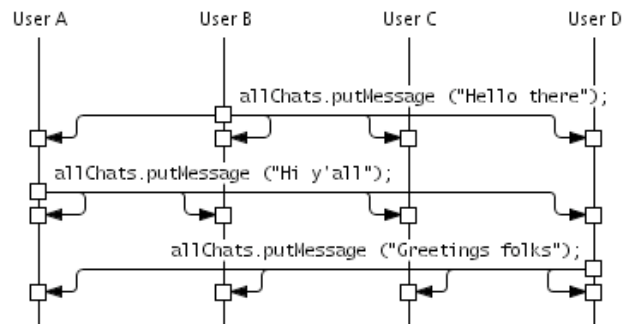 User A User B User C User D
allChats.putMessage ("Hello there");
allChats.putMessage ("Hi y'all");
allChats.putMessage ("Greetings folks");